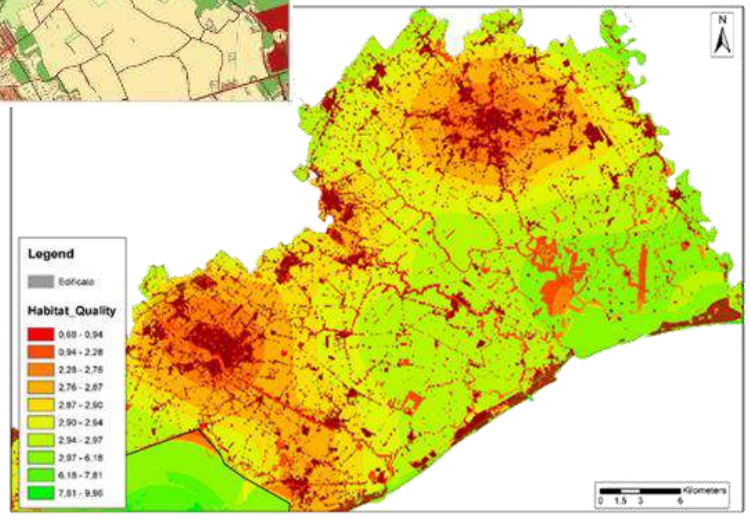 N
Legend
Edificato
Habitat_Quality
0,68 - 0,94
0,94 - 2,28
2,28 - 2,76
2,76 - 2,87
2,87 - 2,90
2,90 - 2,94
2,94 - 2,97
2,97 - 6,18
6,18 - 7,81
7,81 - 9,96
Kilometers
0 1,5 3 6